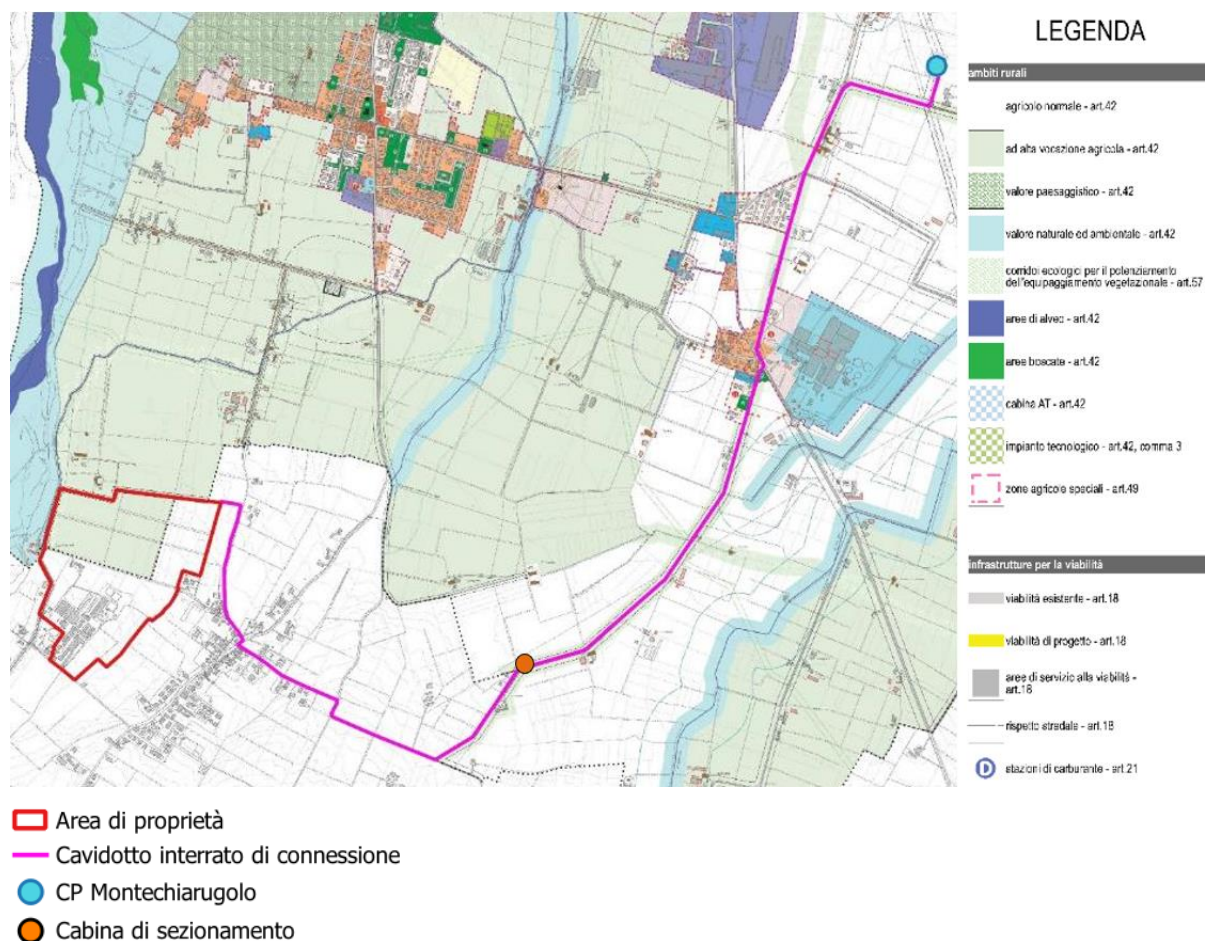 LEGENDA
ambiti rurali
agricolo normale - art.42
ad alta vocazione agricola - art.42
valore paesaggistico - art.42
valore naturale ed ambientale - art.42
corridoi ecologici per il potenziamento
dell'equipaggiamento vegetazionale - art.57
aree di alveo - art.42
aree boscate - art.42
cabina AT - art.42
impianto tecnologico - art.42, comma 3
zone agricole speciali - art.49
infrastrutture per la viabilità
viabilità esistente - art.18
viabilità di progetto - art.18
aree di servizio alla viabilità -
art.18
rispetto stradale - art.18
D stazioni di carburante - art.21
Area di proprietà
Cavidotto interrato di connessione
CP Montechiarugolo
Cabina di sezionamento